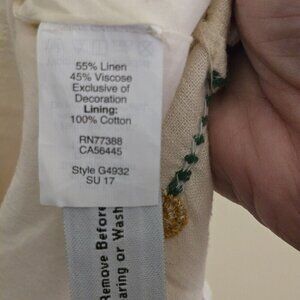 55% Linen
45% Viscose
Exclusive of
Decoration
Lining:
100% Cotton
RN77388
CA56445
Style G4932
SU 17
Remove Before
aring or Wash